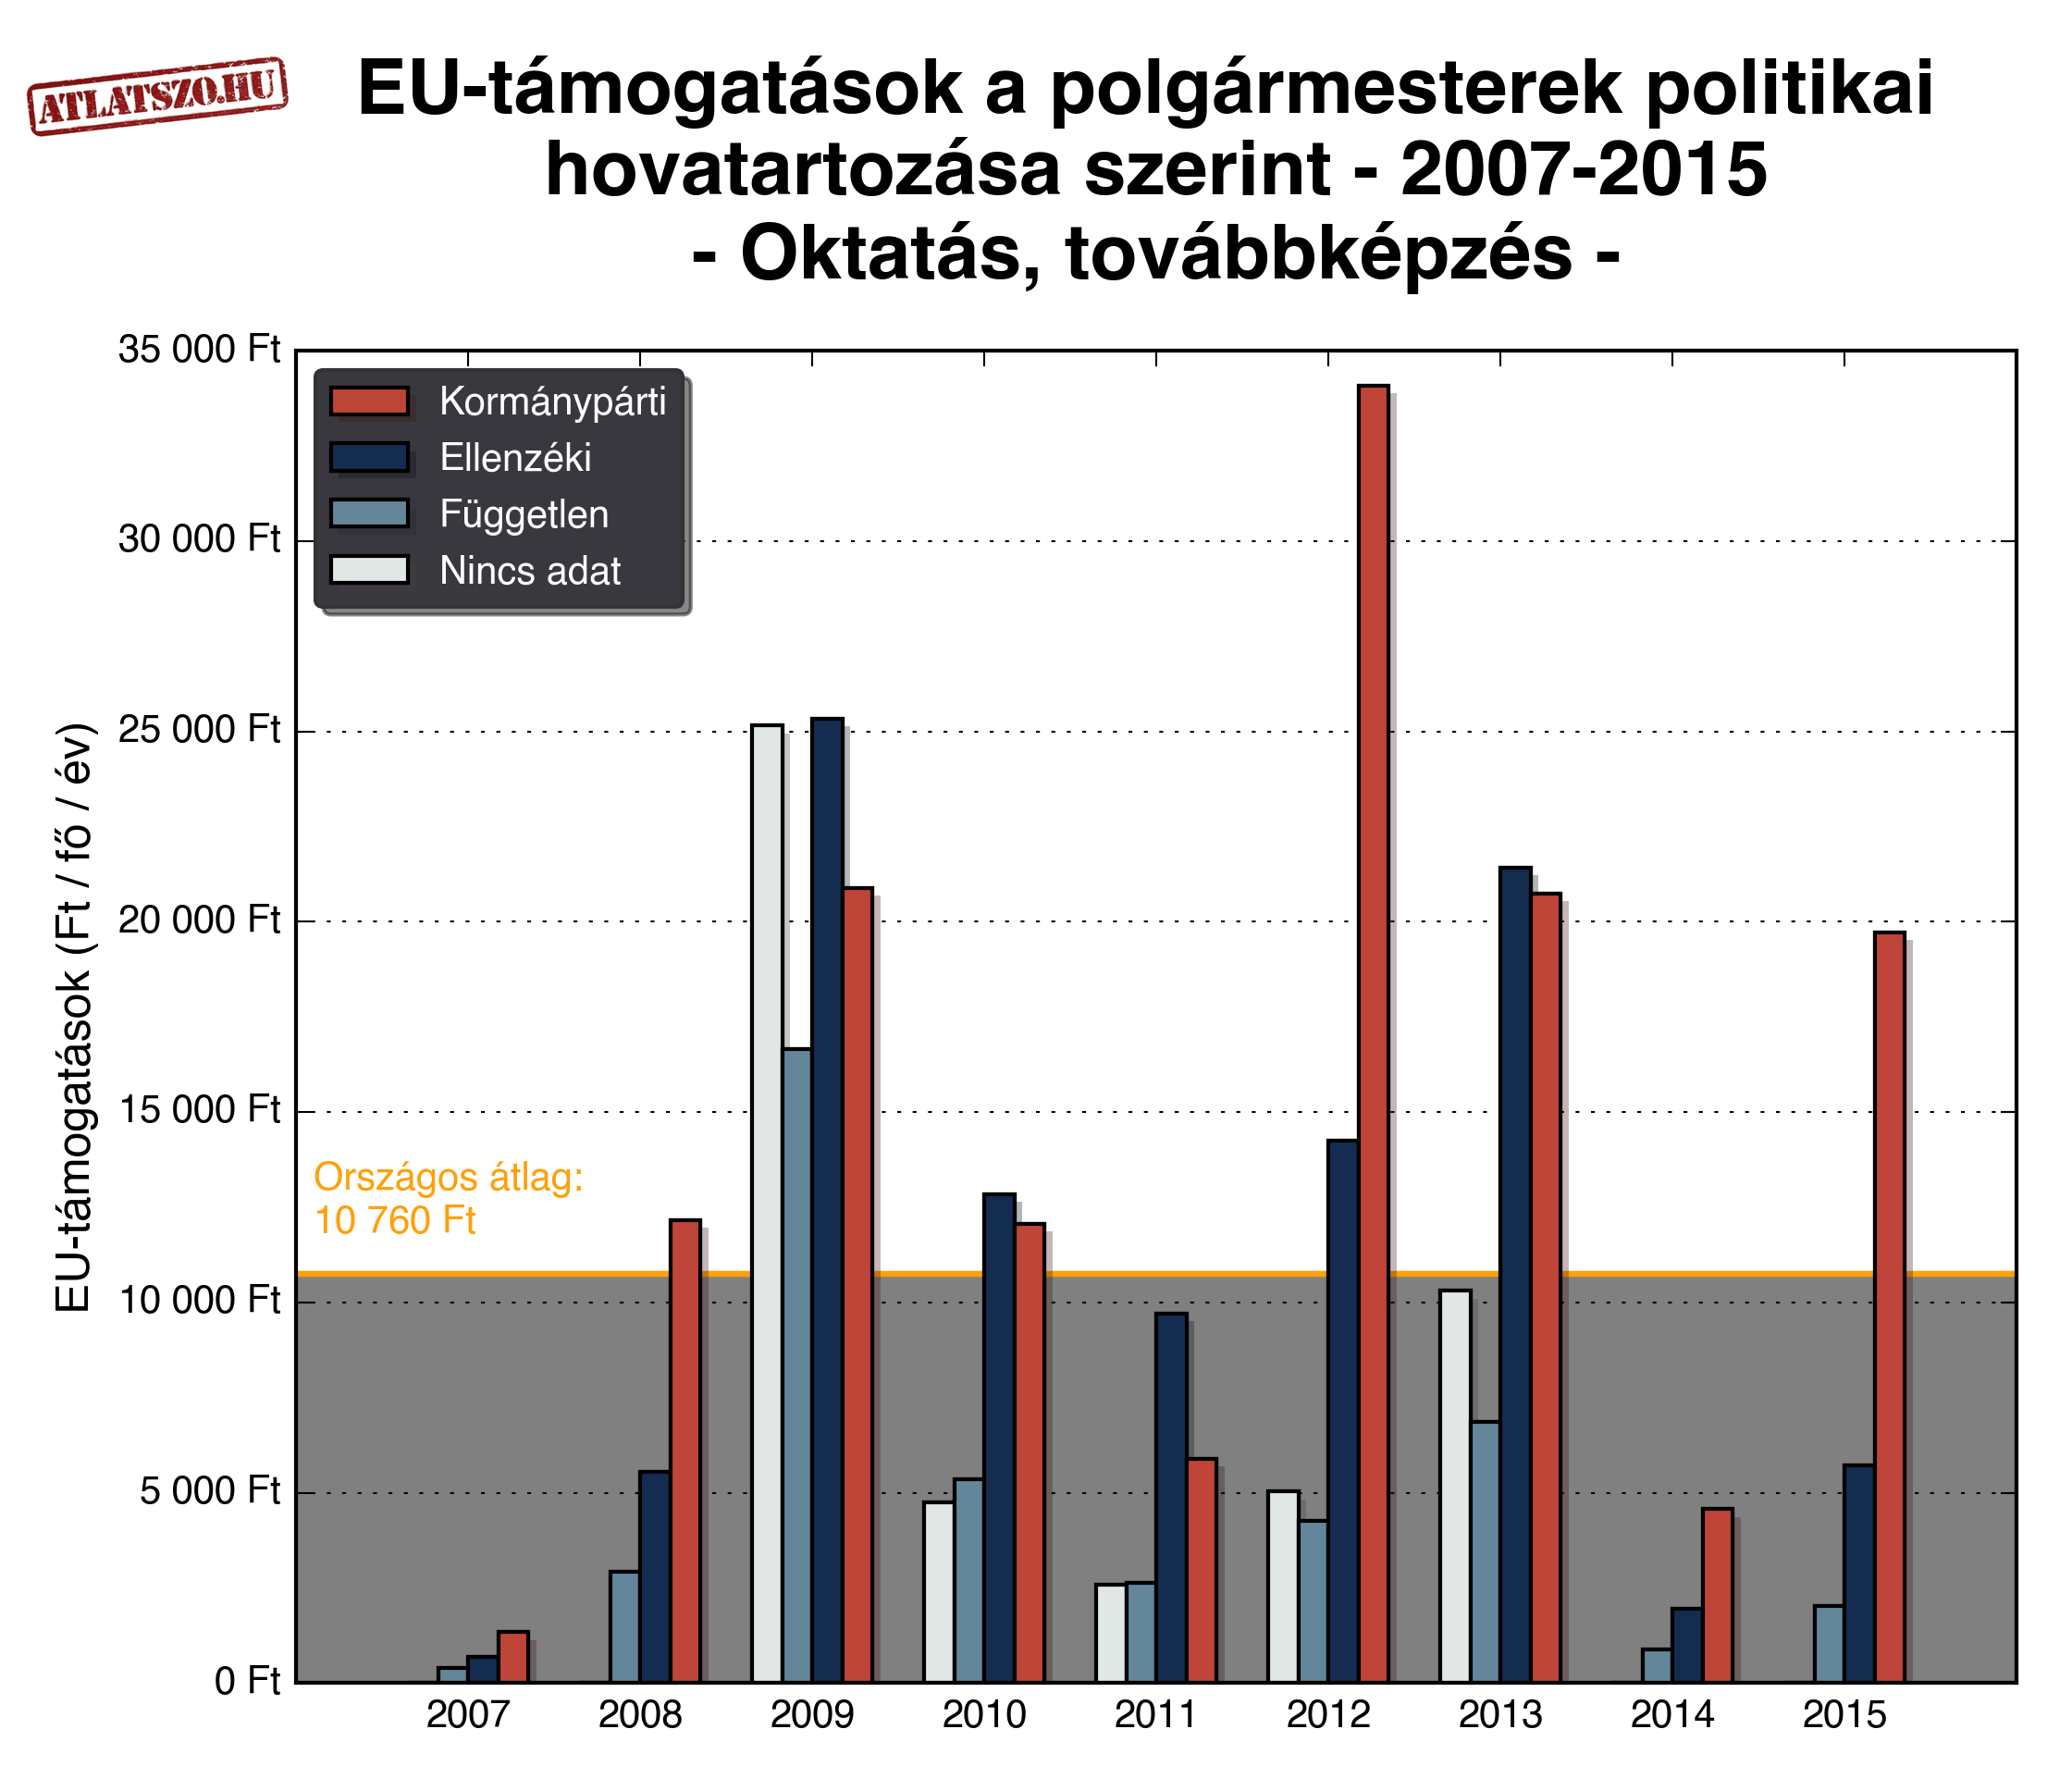 ATLATSZO.HU
EU-támogatások a polgármesterek politikai
hovatartozása szerint - 2007-2015
- Oktatás, továbbképzés -
35 000 Ft
30 000 Ft
25 000 Ft
20 000 Ft
15 000 Ft
10 000 Ft
5 000 Ft
0 Ft
EU-támogatások (Ft / fő / év)
Kormánypárti
Ellenzéki
Független
Nincs adat
Országos átlag:
10 760 Ft
2007 2008 2009 2010 2011 2012 2013 2014 2015